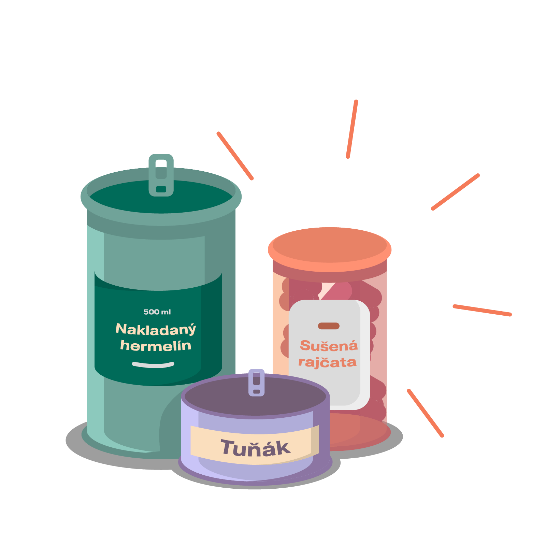 500 ml
Nakladaný
hermelín
Sušená
rajčata
Tuňák